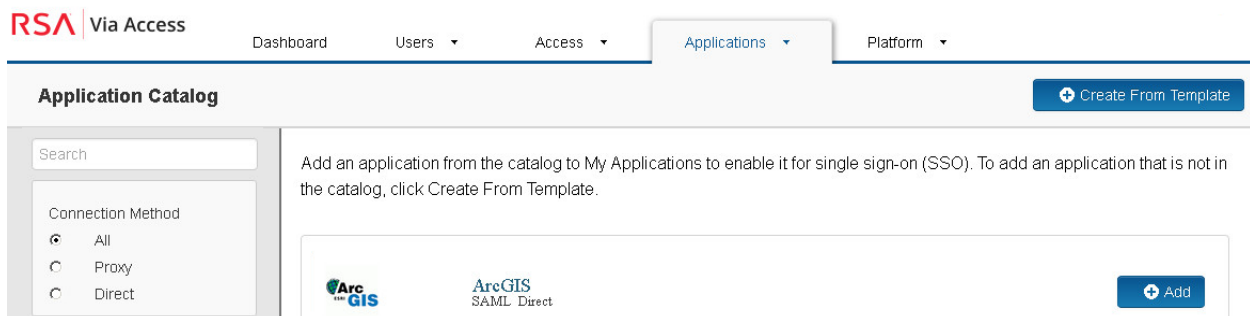 RSA Via Access
Dashboard Users Access Applications Platform
Application Catalog
Create From Template
Search
Add an application from the catalog to My Applications to enable it for single sign-on (SSO). To add an application that is not in
the catalog, click Create From Template.
Connection Method
All
Proxy
Direct
Arc
GIS
ArcGIS
SAML Direct
Add